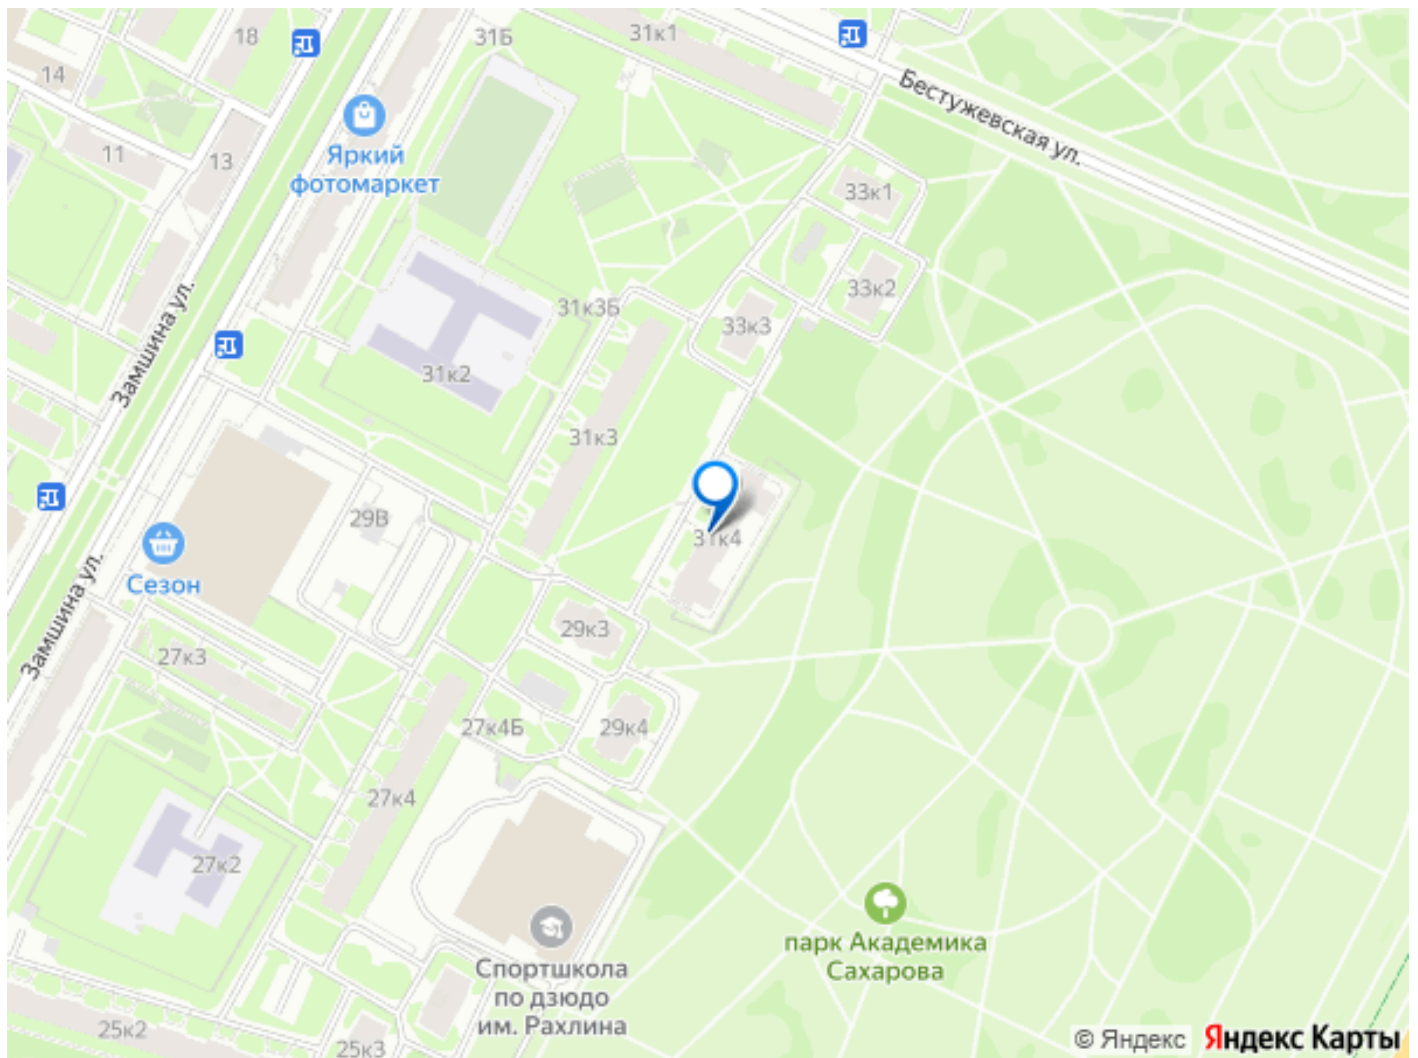 18
31Б
31к1
14
Бестужевская ул.
Яркий
фотомаркет
11
13
33к1
Замшина ул.
31к3Б
33к2
33к3
31к2
31к3
29В
31к4
Сезон
Замшина ул.
29к3
27к3
27к4Б
29к4
27к4
27к2
парк Академика
Сахарова
Спортшкола
по дзюдо
им. Рахлина
25к2
25к3
© Яндекс Яндекс Карты